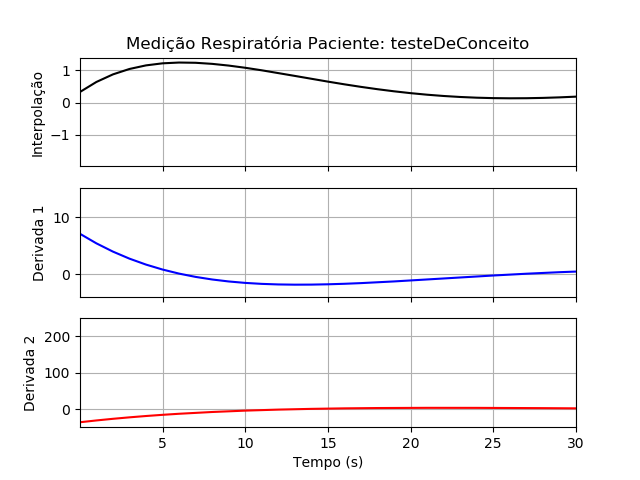 Medição Respiratória Paciente: testeDeConceito
Interpolação
1
0
−1
Derivada 1
10
0
Derivada 2
200
100
0
5 10 15 20 25 30
Tempo (s)